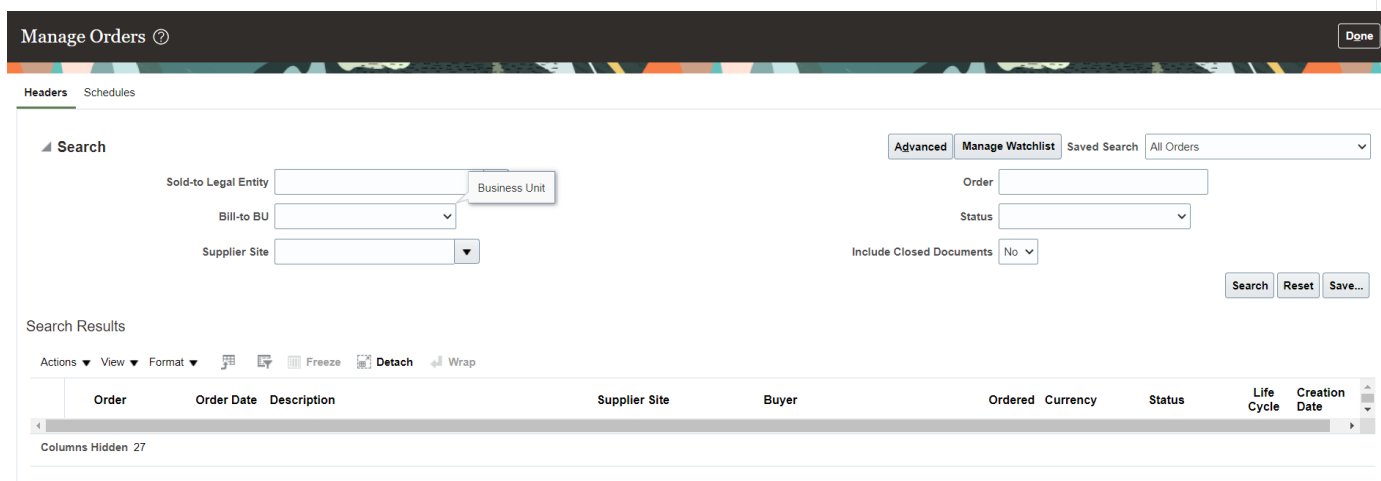 Manage Orders ?
Done
Headers Schedules
Search
Advanced Manage Watchlist Saved Search All Orders
Sold-to Legal Entity
Business Unit
Order
Bill-to BU
Status
Supplier Site
Include Closed Documents No
Search Reset Save...
Search Results
Actions View Format Freeze Detach Wrap
Order Order Date Description Supplier Site Buyer Ordered Currency Status Life Cycle Creation Date
Columns Hidden 27